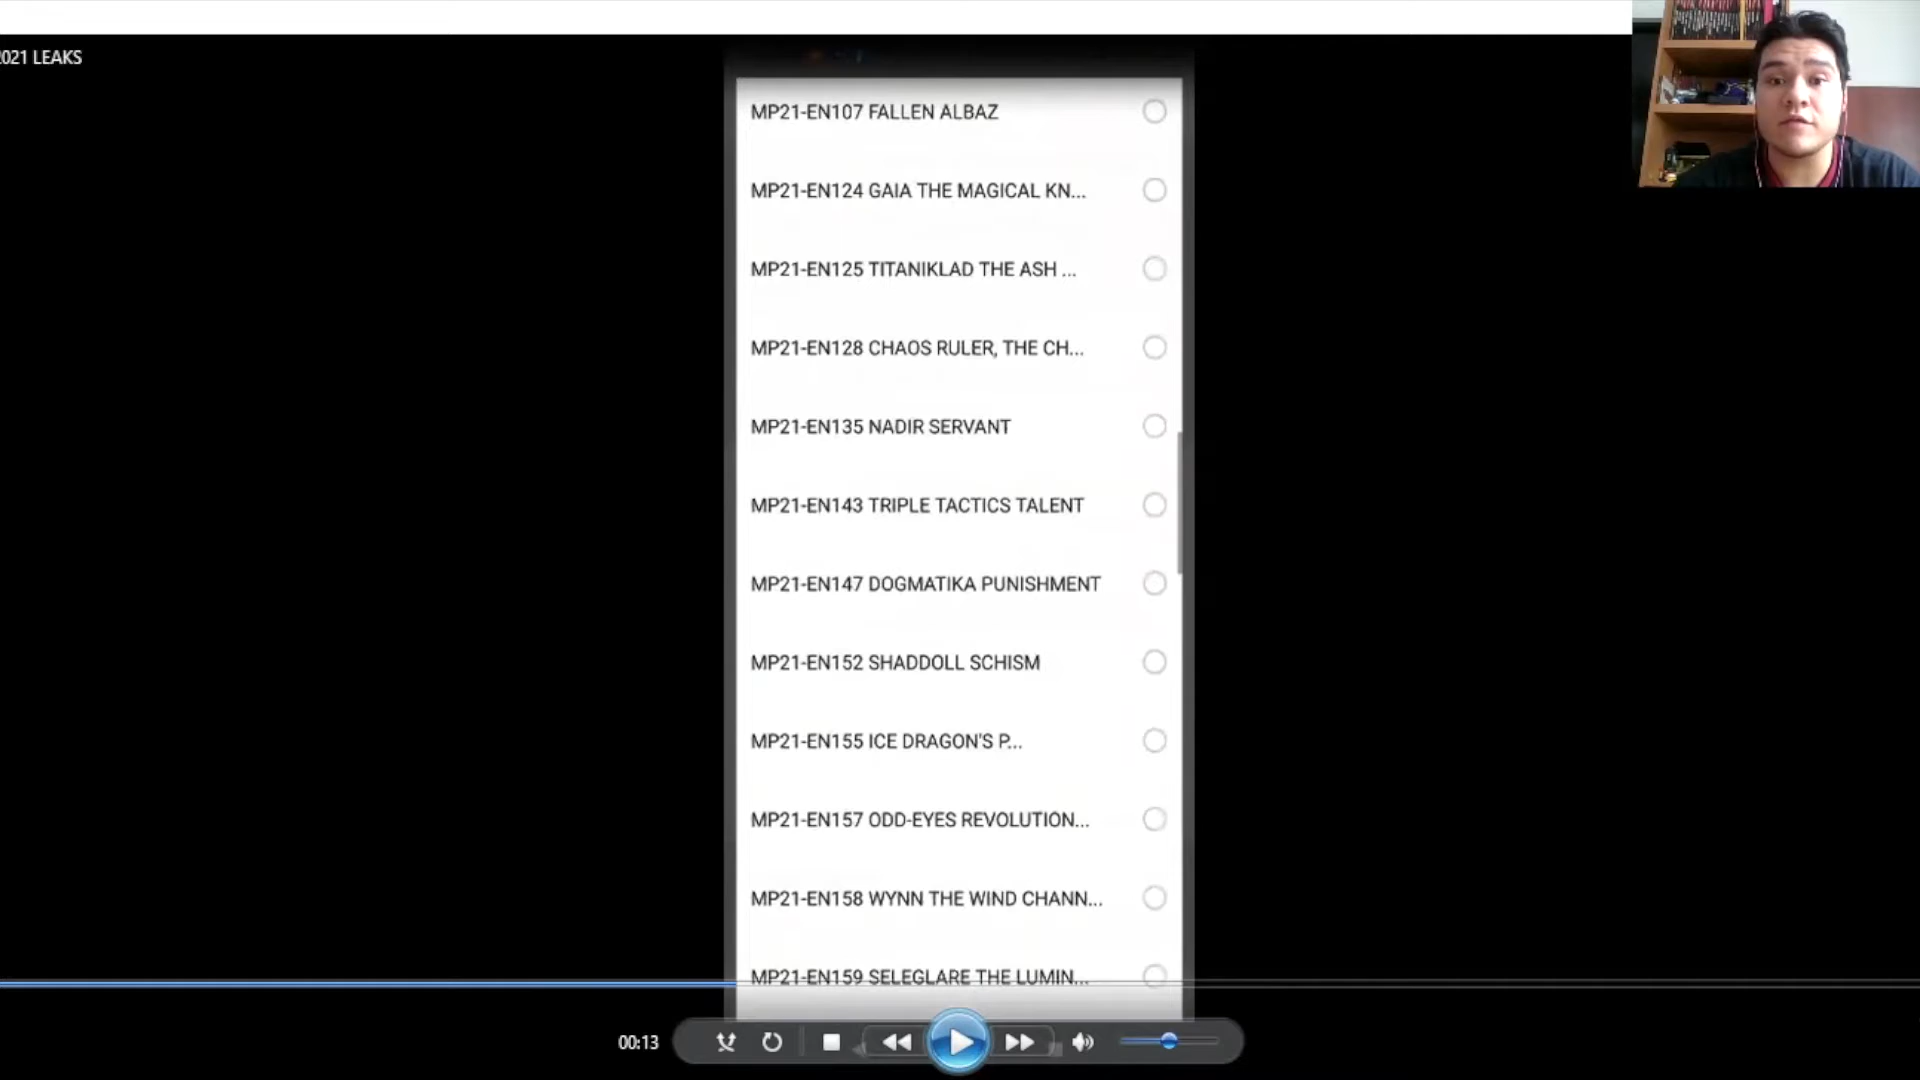 2021 LEAKS
MP21-EN107 FALLEN ALBAZ
MP21-EN124 GAIA THE MAGICAL KN...
MP21-EN125 TITANIKLAD THE ASH ...
MP21-EN128 CHAOS RULER, THE CH...
MP21-EN135 NADIR SERVANT
MP21-EN143 TRIPLE TACTICS TALENT
MP21-EN147 DOGMATIKA PUNISHMENT
MP21-EN152 SHADDOLL SCHISM
MP21-EN155 ICE DRAGON'S P...
MP21-EN157 ODD-EYES REVOLUTION...
MP21-EN158 WYNN THE WIND CHANN...
MP21-EN159 SELEGLARE THE LUMIN...
00:13